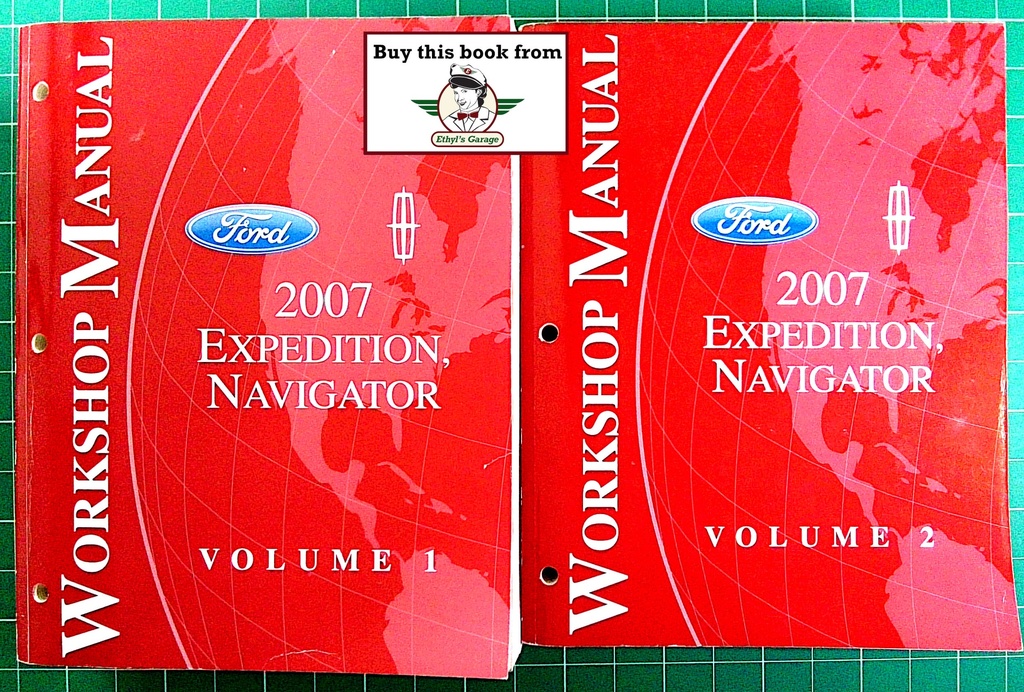 Buy this book from
Ethyl's Garage
WORKSHOP MANUAL
Ford
2007
EXPEDITION,
NAVIGATOR
VOLUME 1
WORKSHOP MANUAL
Ford
2007
EXPEDITION,
NAVIGATOR
VOLUME 2